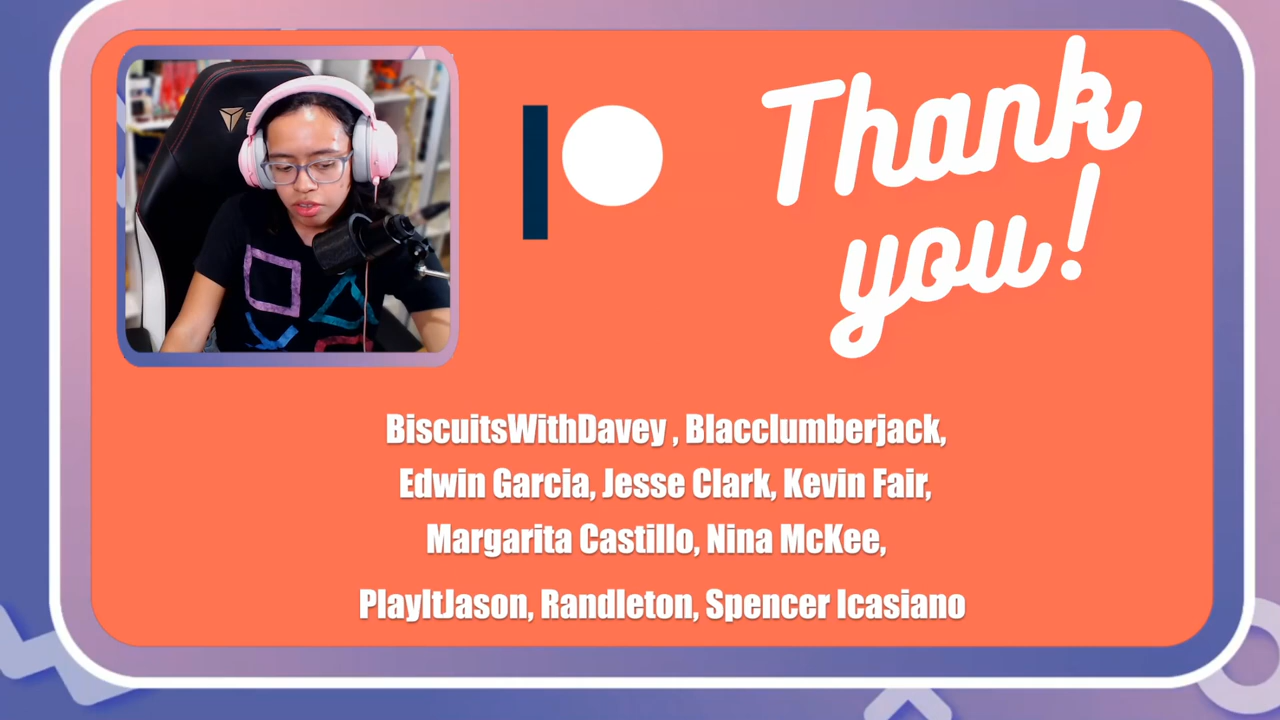 Thank
you!
BiscuitsWithDavey , Blacclumberjack,
Edwin Garcia, Jesse Clark, Kevin Fair,
Margarita Castillo, Nina McKee,
PlayItJason, Randleton, Spencer Icasiano